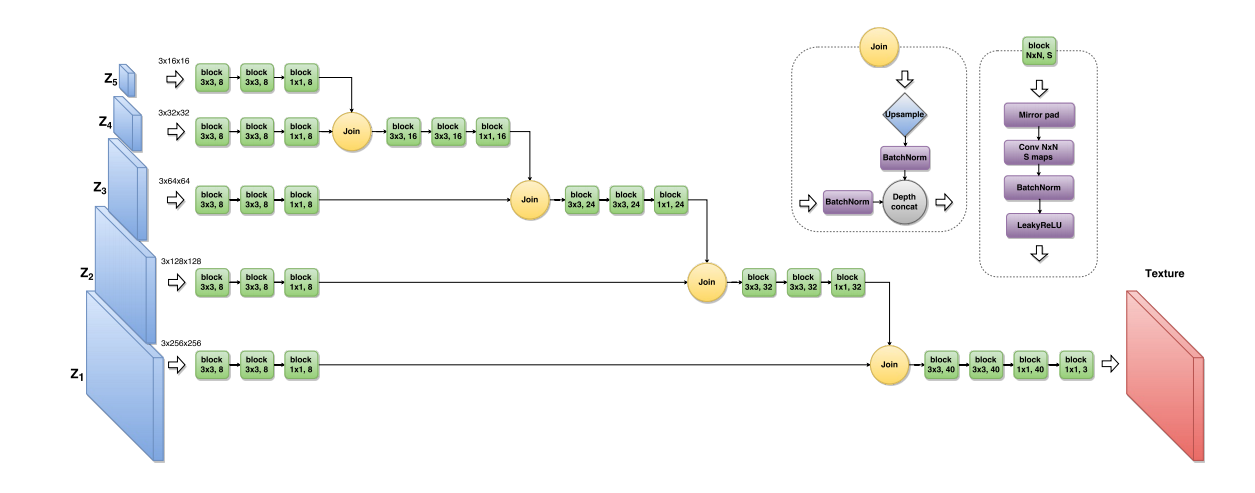 Z5
3x16x16
block
3x3, 8
block
3x3, 8
block
1x1, 8
Z4
3x32x32
block
3x3, 8
block
3x3, 8
block
1x1, 8
Join
block
3x3, 16
block
3x3, 16
block
1x1, 16
Z3
3x64x64
block
3x3, 8
block
3x3, 8
block
1x1, 8
Join
block
3x3, 24
block
3x3, 24
block
1x1, 24
Z2
3x128x128
block
3x3, 8
block
3x3, 8
block
1x1, 8
Join
block
3x3, 32
block
3x3, 32
block
1x1, 32
Z1
3x256x256
block
3x3, 8
block
3x3, 8
block
1x1, 8
Join
block
3x3, 40
block
3x3, 40
block
1x1, 40
block
1x1, 3
Texture
Join
Upsample
BatchNorm
BatchNorm
Depth
concat
block
NxN, S
Mirror pad
Conv NxN
S maps
BatchNorm
LeakyReLU